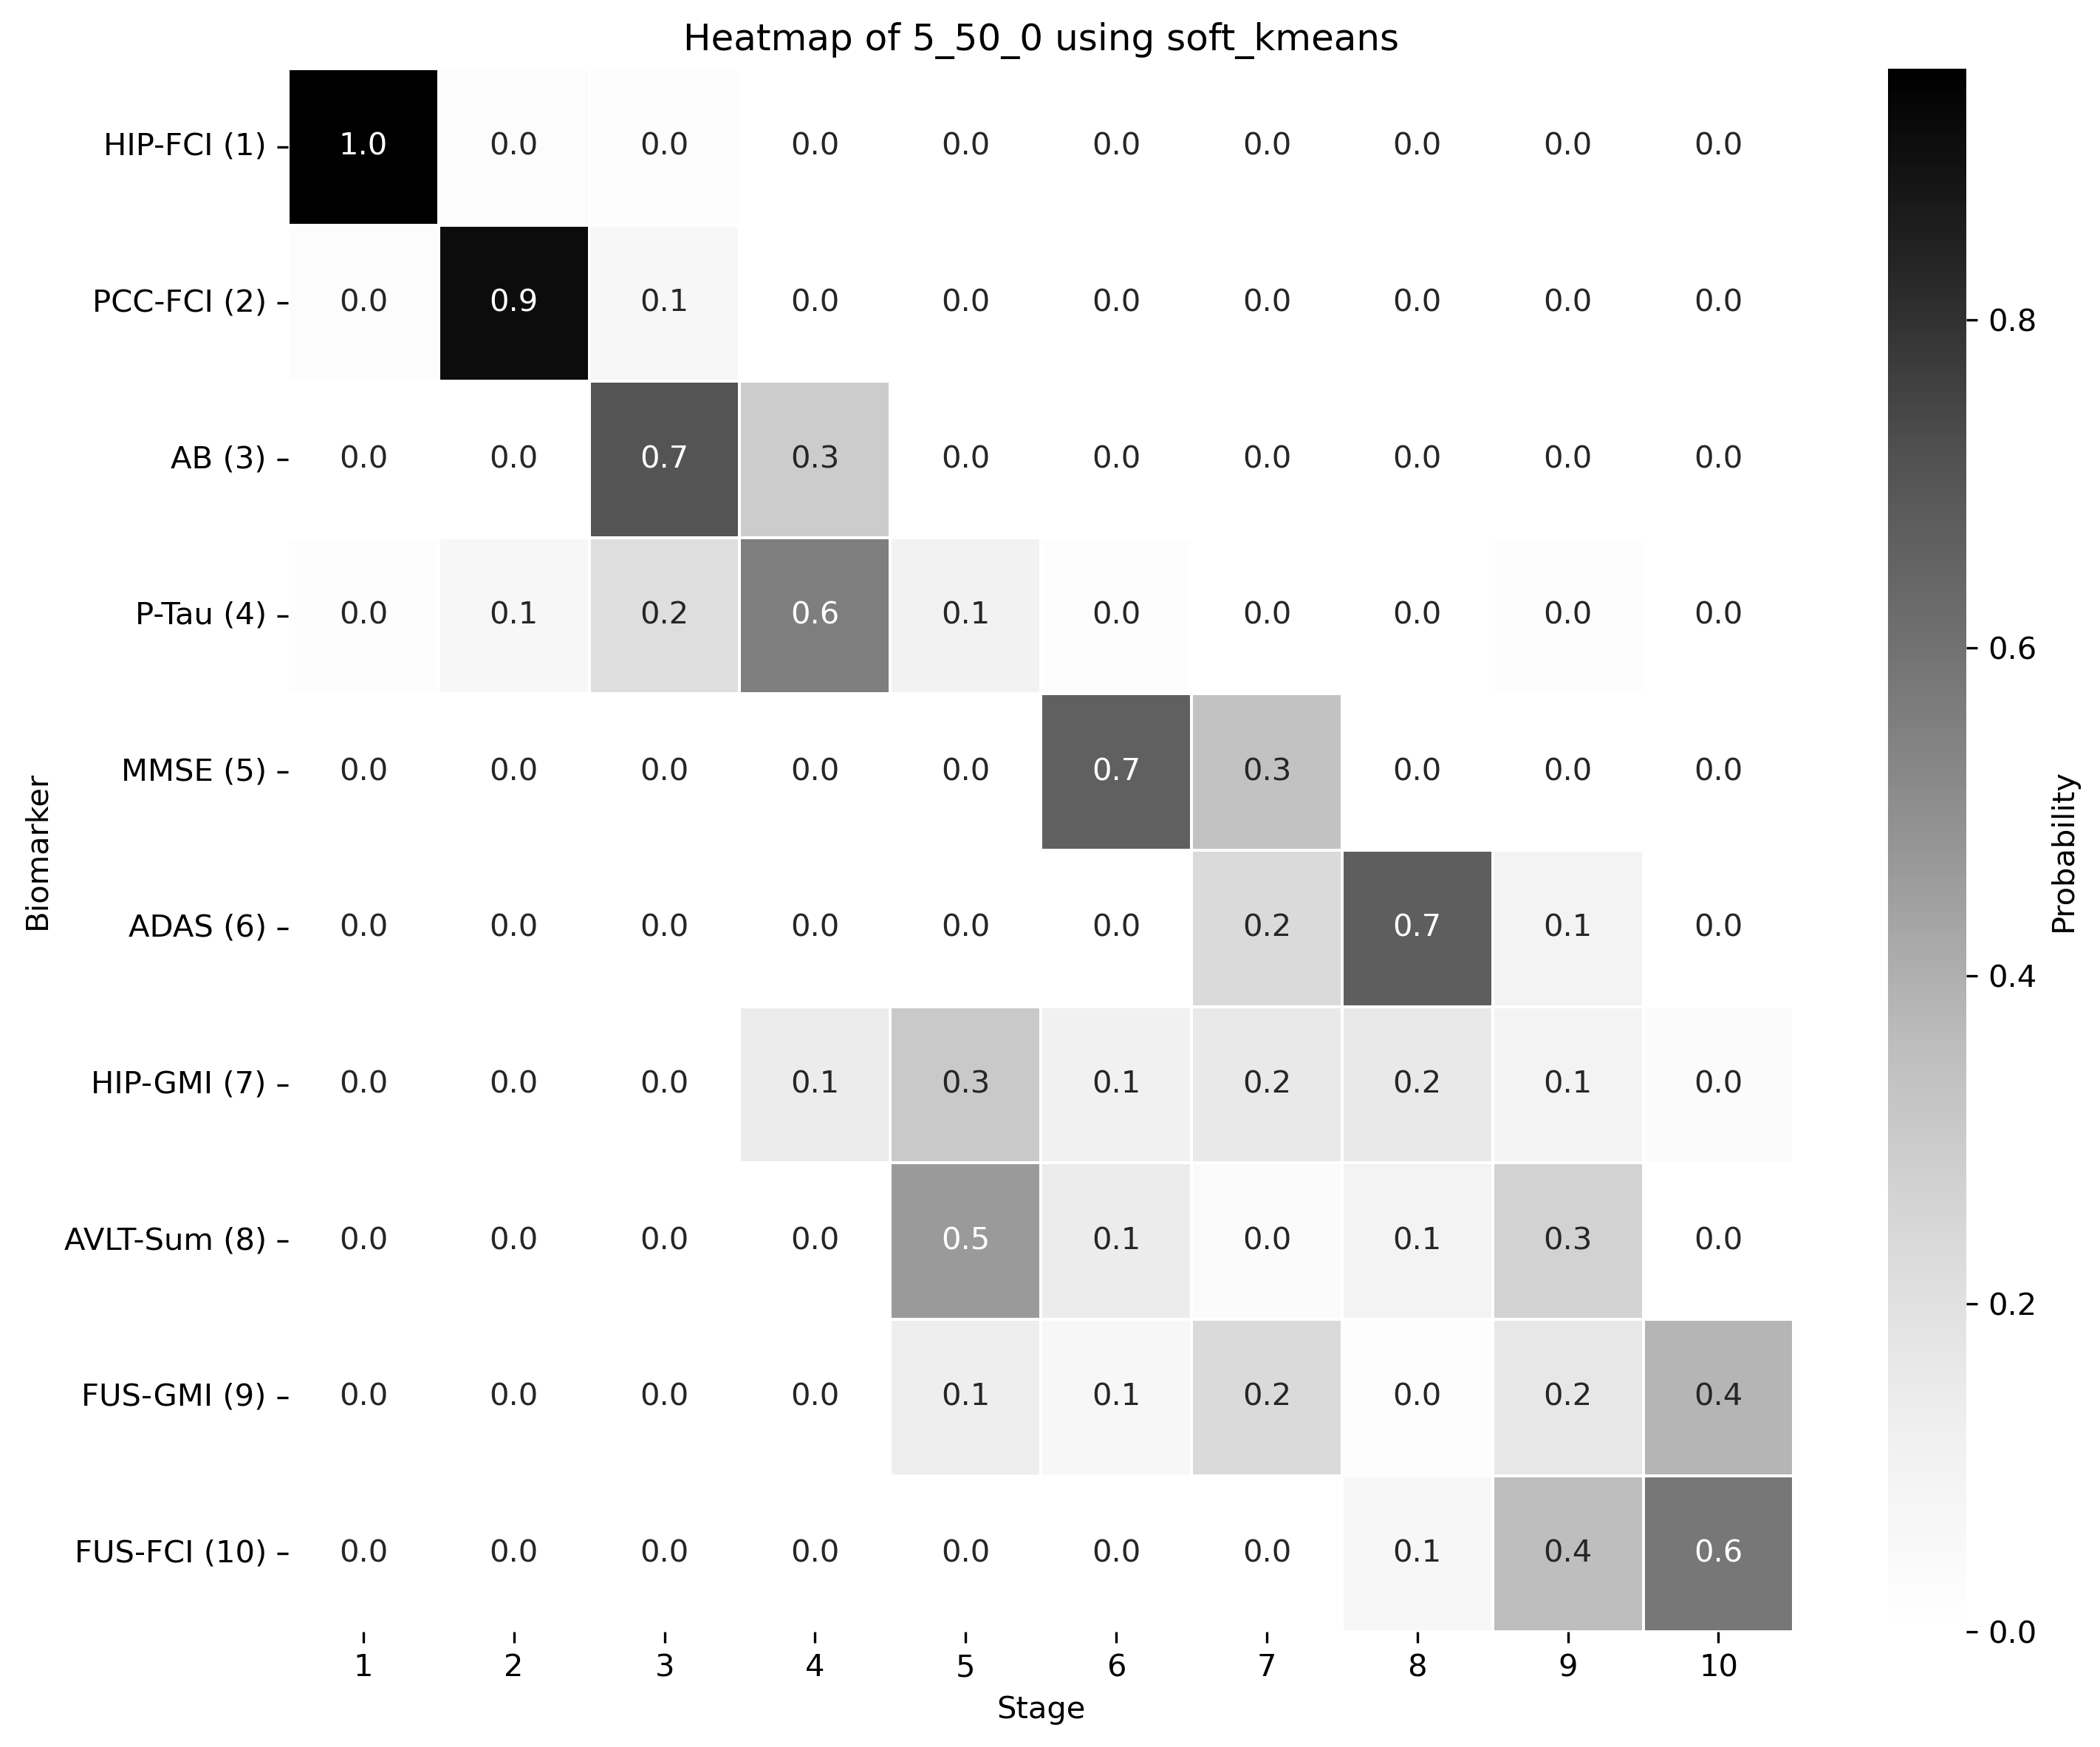 Heatmap of 5_50_0 using soft_kmeans
HIP-FCI (1) 1.0 0.0 0.0 0.0 0.0 0.0 0.0 0.0 0.0 0.0
PCC-FCI (2) 0.0 0.9 0.1 0.0 0.0 0.0 0.0 0.0 0.0 0.0
AB (3) 0.0 0.0 0.7 0.3 0.0 0.0 0.0 0.0 0.0 0.0
P-Tau (4) 0.0 0.1 0.2 0.6 0.1 0.0 0.0 0.0 0.0 0.0
MMSE (5) 0.0 0.0 0.0 0.0 0.0 0.7 0.3 0.0 0.0 0.0
ADAS (6) 0.0 0.0 0.0 0.0 0.0 0.0 0.2 0.7 0.1 0.0
HIP-GMI (7) 0.0 0.0 0.0 0.1 0.3 0.1 0.2 0.2 0.1 0.0
AVLT-Sum (8) 0.0 0.0 0.0 0.0 0.5 0.1 0.0 0.1 0.3 0.0
FUS-GMI (9) 0.0 0.0 0.0 0.0 0.1 0.1 0.2 0.0 0.2 0.4
FUS-FCI (10) 0.0 0.0 0.0 0.0 0.0 0.0 0.0 0.1 0.4 0.6
1 2 3 4 5 6 7 8 9 10
Stage
Biomarker
0.8
0.6
0.4
0.2
0.0
Probability